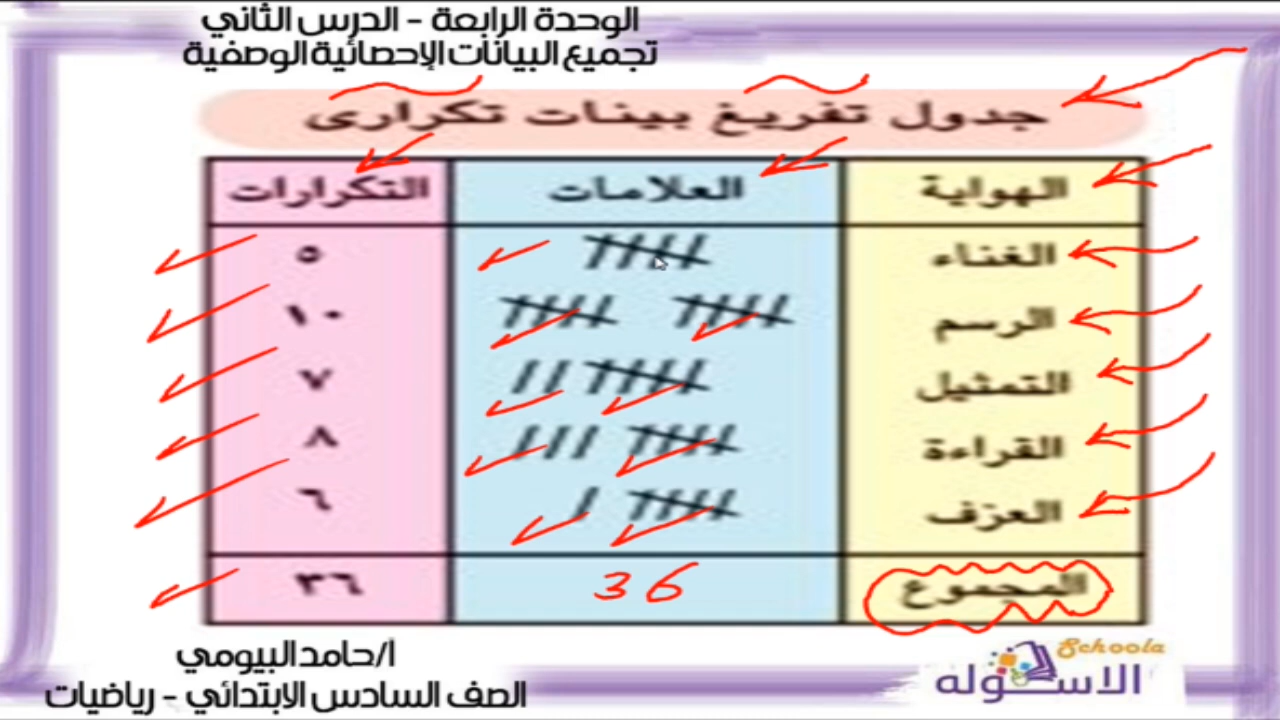 الوحدة الرابعة - الدرس الثاني
تجميع البيانات الإحصائية الوصفية
جدول تفريغ بينات تكرارى
الهواية العلامات التكرارات
الغناء ٥
الرسم ١٠
التمثيل ٧
القراءة ٨
العزف ٦
المجموع 36 ٣٦
أ/حامد البيومي
الصف السادس الابتدائي - رياضيات
Schoola
الاسكوله